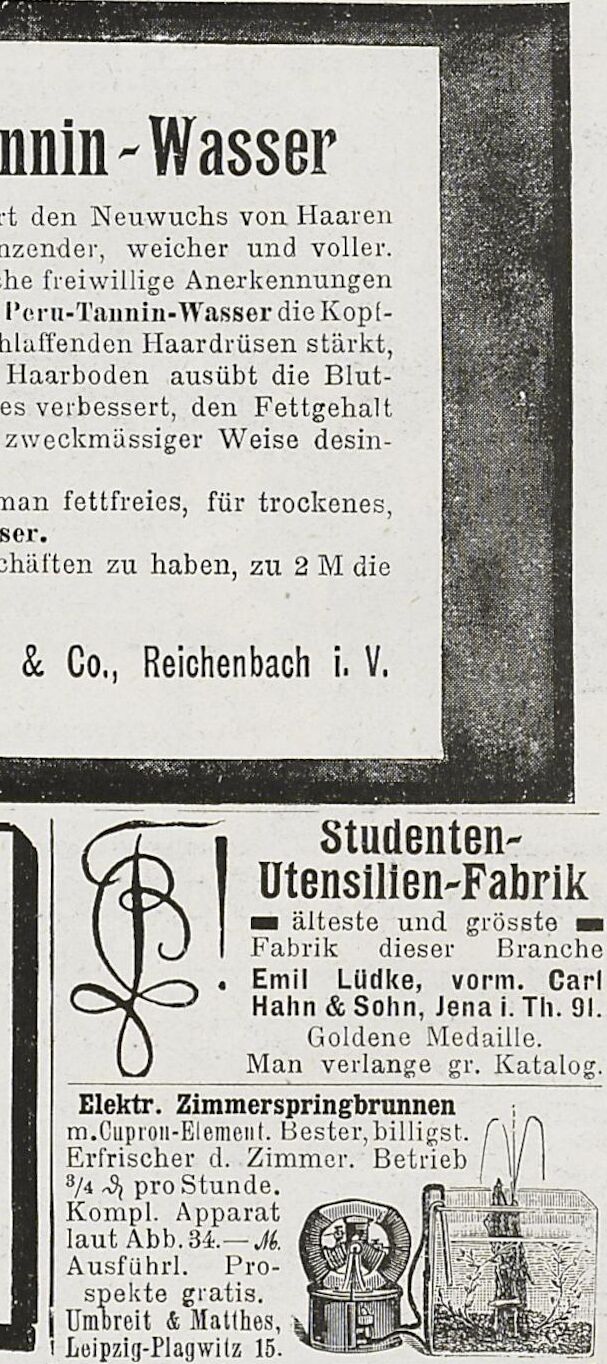 nnin-Wasser
rt den Neuwuchs von Haaren
nzender, weicher und voller.
che freiwillige Anerkennungen
Peru-Tannin-Wasser die Kopf-
hlaffenden Haardrüsen stärkt,
Haarboden ausübt die Blut-
es verbessert, den Fettgehalt
zweckmässiger Weise desin-
man fettfreies, für trockenes,
ser.
chäften zu haben, zu 2 M die
& Co., Reichenbach i. V.
Studenten-
Utensilien-Fabrik
älteste und grösste
Fabrik dieser Branche
Emil Lüdke, vorm. Carl
Hahn & Sohn, Jena i. Th. 91.
Goldene Medaille.
Man verlange gr. Katalog.
Elektr. Zimmerspringbrunnen
m. Cupron-Element. Bester, billigst.
Erfrischer d. Zimmer. Betrieb
3/4 ₰ pro Stunde.
Kompl. Apparat
laut Abb. 34.— ℳ.
Ausführl. Pro-
spekte gratis.
Umbreit & Matthes,
Leipzig-Plagwitz 15.